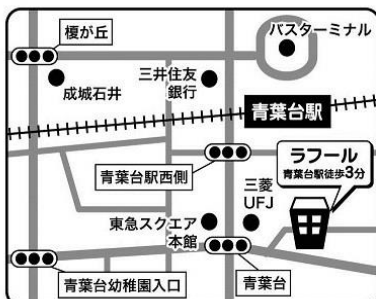 榎が丘
バスターミナル
成城石井
三井住友
銀行
青葉台駅
青葉台駅西側
ラフール
青葉台駅徒歩3分
三菱
UFJ
東急スクエア
本館
青葉台幼稚園入口
青葉台